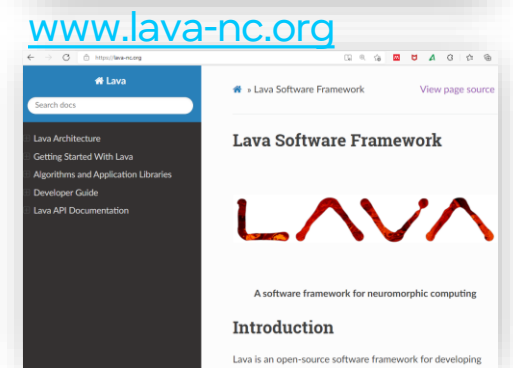 www.lava-nc.org
https://lava-nc.org
Lava
Search docs
» Lava Software Framework
View page source
Lava Architecture
Getting Started With Lava
Algorithms and Application Libraries
Developer Guide
Lava API Documentation
Lava Software Framework
LAVA
A software framework for neuromorphic computing
Introduction
Lava is an open-source software framework for developing